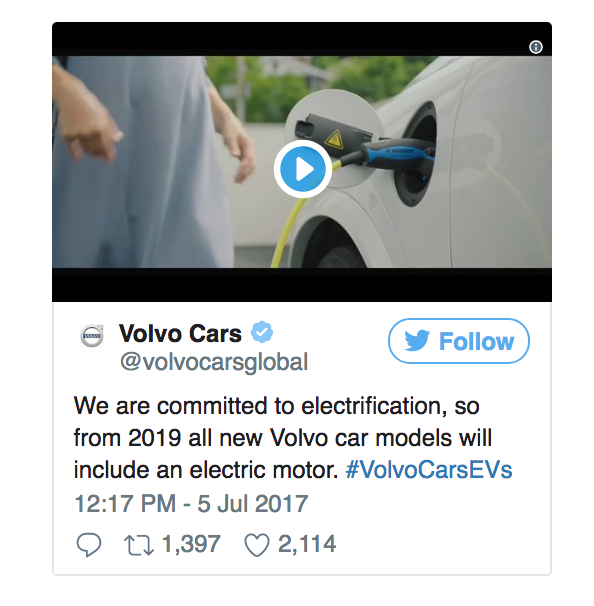 Volvo Cars
Follow
@volvocarsglobal
We are committed to electrification, so
from 2019 all new Volvo car models will
include an electric motor. #VolvoCarsEVs
12:17 PM - 5 Jul 2017
1,397 2,114